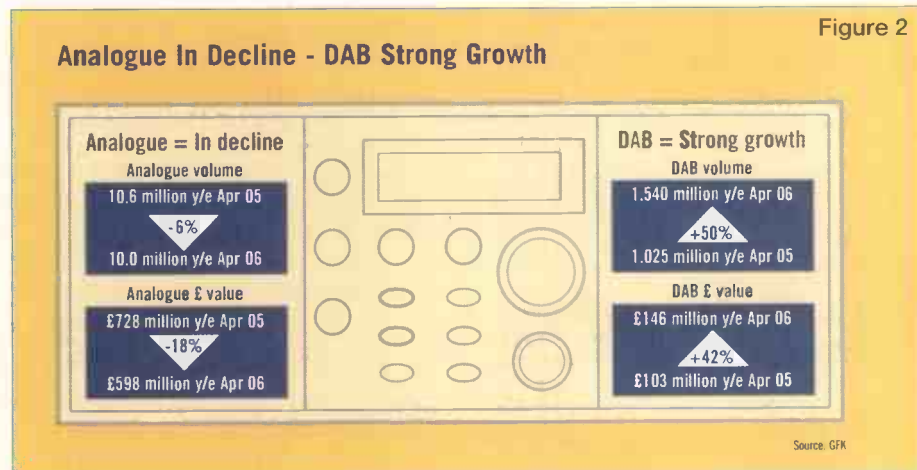 Figure 2
Analogue In Decline - DAB Strong Growth
Analogue = In decline
Analogue volume
10.6 million y/e Apr 05
-6%
10.0 million y/e Apr 06
Analogue £ value
£728 million y/e Apr 05
-18%
£598 million y/e Apr 06
DAB = Strong growth
DAB volume
1.540 million y/e Apr 06
+50%
1.025 million y/e Apr 05
DAB £ value
£146 million y/e Apr 06
+42%
£103 million y/e Apr 05
Source: GFK